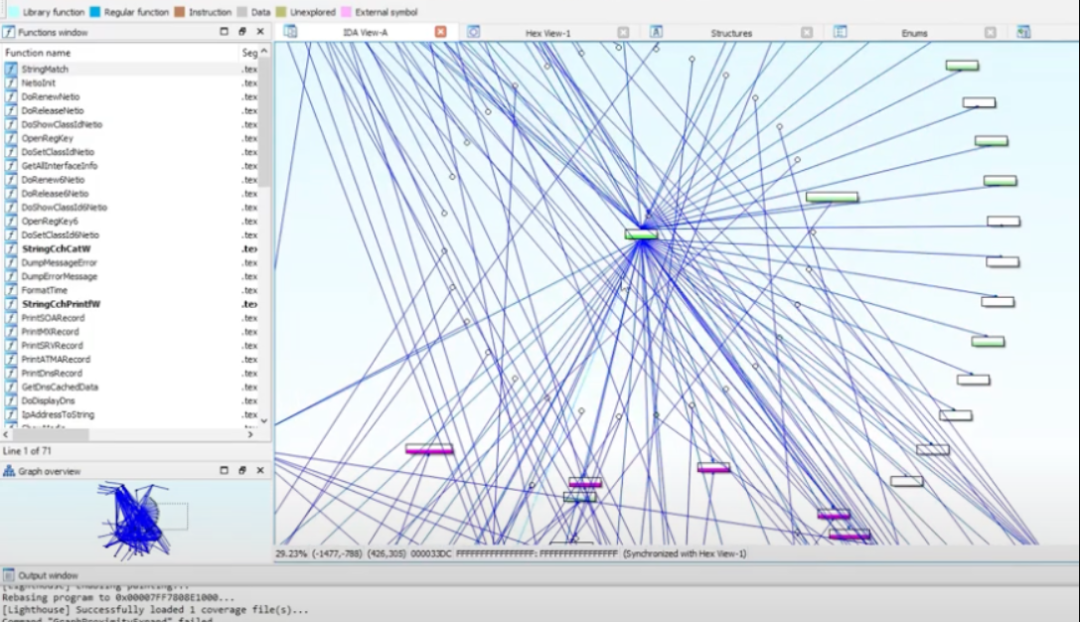 Library function Regular function Instruction Data Unexplored External symbol
Functions window
IDA View-A
Hex View-1
Structures
Enums
Function name
Seg
StringMatch .tex
NetioInit .tex
DoRenewNetio .tex
DoReleaseNetio .tex
DoShowClassIdNetio .tex
OpenRegKey .tex
DoSetClassIdNetio .tex
GetAllInterfaceInfo .tex
DoRenew6Netio .tex
DoRelease6Netio .tex
DoShowClassId6Netio .tex
OpenRegKey6 .tex
DoSetClassId6Netio .tex
StringCchCatW .tex
DumpMessageError .tex
DumpErrorMessage .tex
FormatTime .tex
StringCchPrintfW .tex
PrintSOARecord .tex
PrintMXRecord .tex
PrintSRVRecord .tex
PrintATMARecord .tex
PrintDnsRecord .tex
GetDnsCachedData .tex
DoDisplayDns .tex
IpAddressToString .tex
Line 1 of 71
Graph overview
29.23% (-1477,-788) (426,305) 000033DC FFFFFFFFFFFFFFFF: FFFFFFFFFFFFFFFF (Synchronized with Hex View-1)
Output window
[Lighthouse] Enabling painting...
Rebasing program to 0x00007FF7808E1000...
[Lighthouse] Successfully loaded 1 coverage file(s)...
Command "GraphProximityExpand" failed